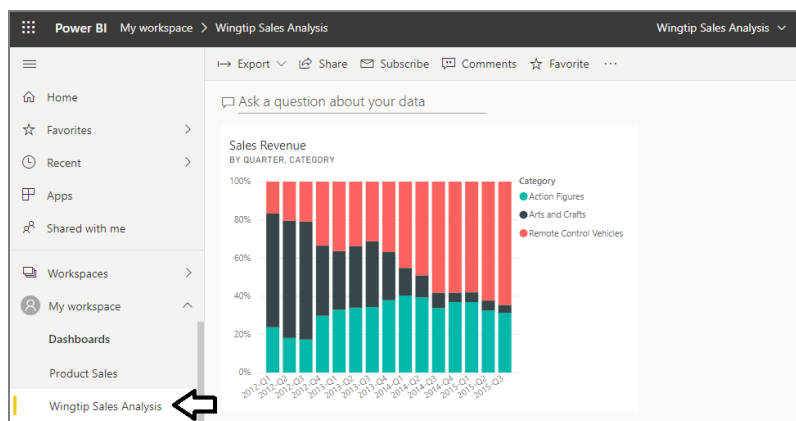 Power BI My workspace > Wingtip Sales Analysis
Wingtip Sales Analysis
Export
Share
Subscribe
Comments
Favorite
···
Home
Favorites
Recent
Apps
Shared with me
Workspaces
My workspace
Dashboards
Product Sales
Wingtip Sales Analysis
Ask a question about your data
Sales Revenue
BY QUARTER, CATEGORY
100%
80%
60%
40%
20%
0%
2012-Q1
2012-Q2
2012-Q3
2012-Q4
2013-Q1
2013-Q2
2013-Q3
2013-Q4
2014-Q1
2014-Q2
2014-Q3
2014-Q4
2015-Q1
2015-Q2
2015-Q3
Category
Action Figures
Arts and Crafts
Remote Control Vehicles